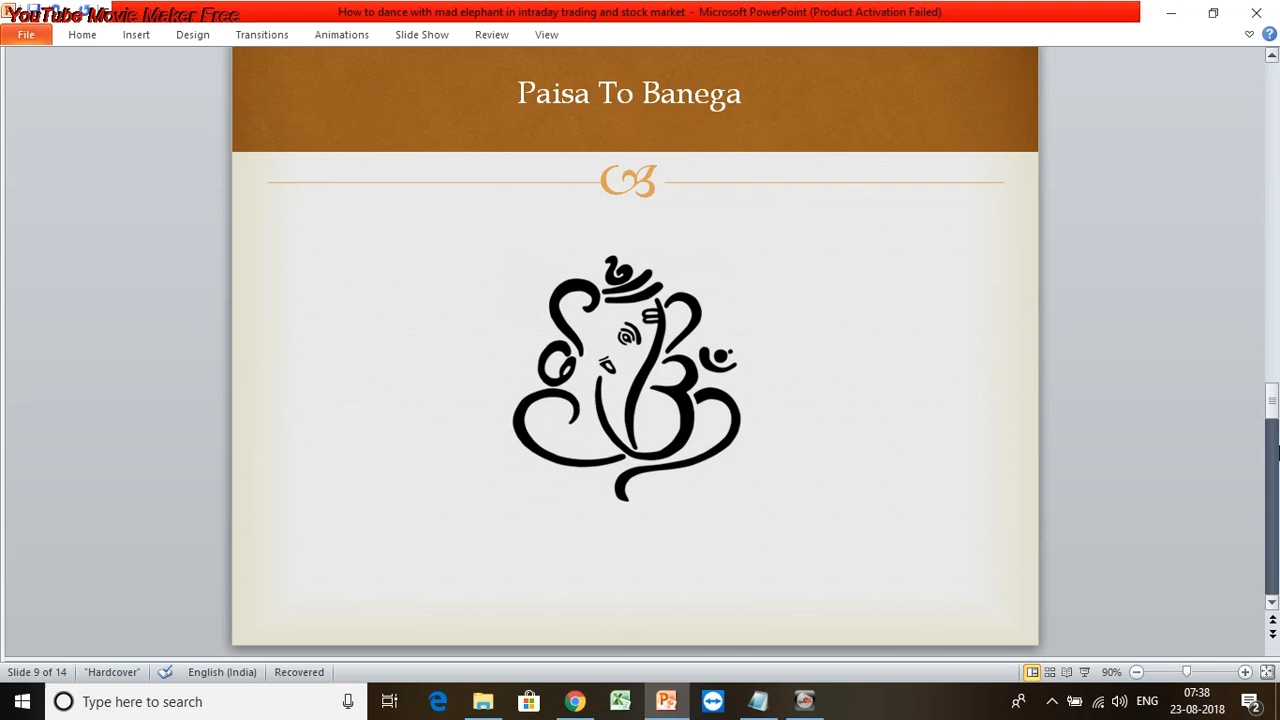 YouTube Movie Maker Free
How to dance with mad elephant in intraday trading and stock market - Microsoft PowerPoint (Product Activation Failed)
File Home Insert Design Transitions Animations Slide Show Review View
Paisa To Banega
Slide 9 of 14 "Hardcover" English (India) Recovered 90%
Type here to search
ENG
07:38
23-08-2018
2